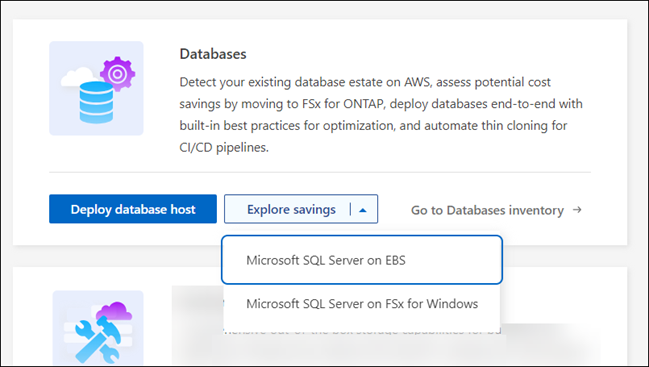 Databases
Detect your existing database estate on AWS, assess potential cost
savings by moving to FSx for ONTAP, deploy databases end-to-end with
built-in best practices for optimization, and automate thin cloning for
CI/CD pipelines.
Deploy database host
Explore savings
Go to Databases inventory →
Microsoft SQL Server on EBS
Microsoft SQL Server on FSx for Windows